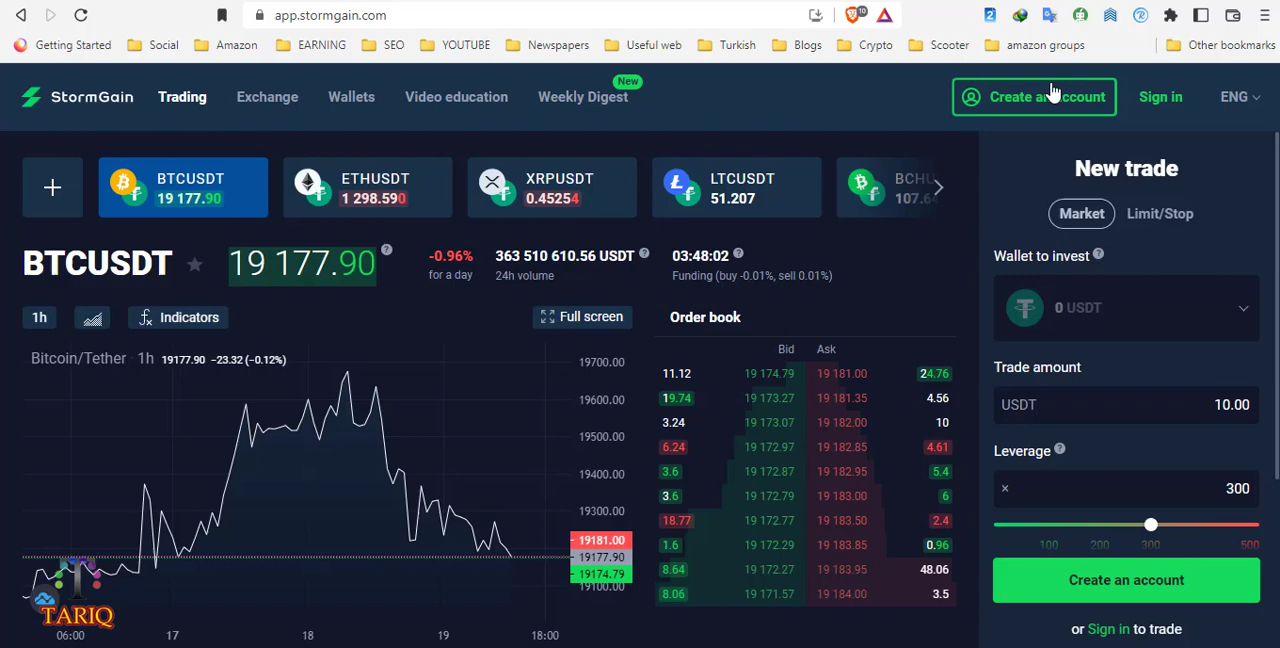 app.stormgain.com
10
2
Getting Started Social Amazon EARNING SEO YOUTUBE Newspapers Useful web Turkish Blogs Crypto Scooter amazon groups Other bookmarks
StormGain Trading Exchange Wallets Video education Weekly Digest New Create an account Sign in ENG
+ BTCUSDT 19 177.90 ETHUSDT 1 298.590 XRPUSDT 0.45254 LTCUSDT 51.207 BCHU 107.64
BTCUSDT ★ 19 177.90 ?
-0.96% for a day
363 510 610.56 USDT ? 24h volume
03:48:02 ? Funding (buy -0.01%, sell 0.01%)
1h fx Indicators Full screen
Bitcoin/Tether 1h 19177.90 −23.32 (−0.12%)
19700.00
19600.00
19500.00
19400.00
19300.00
19181.00
19177.90
19174.79
19100.00
06:00 17 18 19 18:00
TARIQ
Order book
Bid Ask
11.12 19 174.79 19 181.00 24.76
19.74 19 173.27 19 181.35 4.56
3.24 19 173.07 19 182.00 10
6.24 19 172.97 19 182.85 4.61
3.6 19 172.87 19 182.95 5.4
3.6 19 172.79 19 183.00 6
18.77 19 172.77 19 183.50 2.4
1.6 19 172.29 19 183.85 0.96
8.64 19 172.27 19 183.95 48.06
8.06 19 171.57 19 184.00 3.5
New trade
Market Limit/Stop
Wallet to invest ?
0 USDT
Trade amount
USDT 10.00
Leverage ?
× 300
100 200 300 500
Create an account
or Sign in to trade